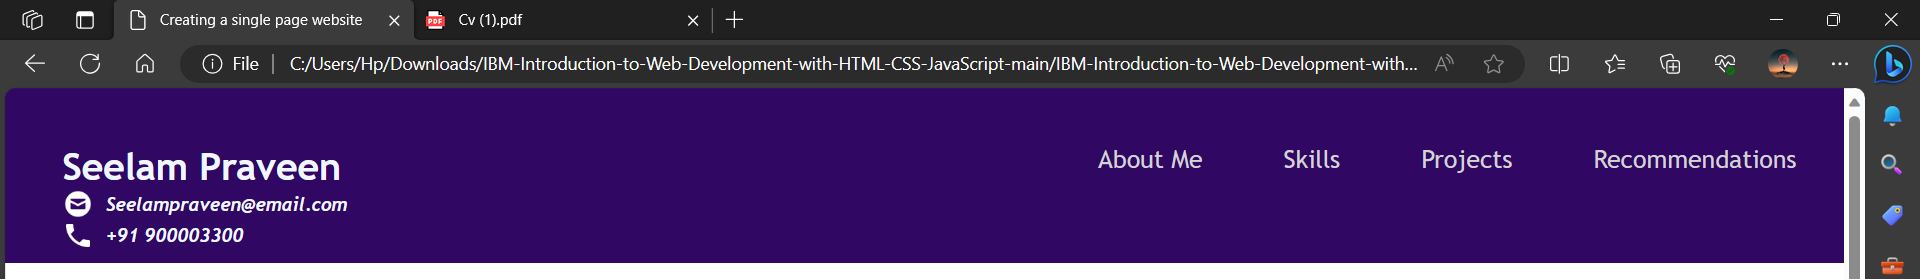 Creating a single page website
PDF Cv (1).pdf
File C:/Users/Hp/Downloads/IBM-Introduction-to-Web-Development-with-HTML-CSS-JavaScript-main/IBM-Introduction-to-Web-Development-with... A
Seelam Praveen
About Me Skills Projects Recommendations
Seelampraveen@email.com
+91 900003300